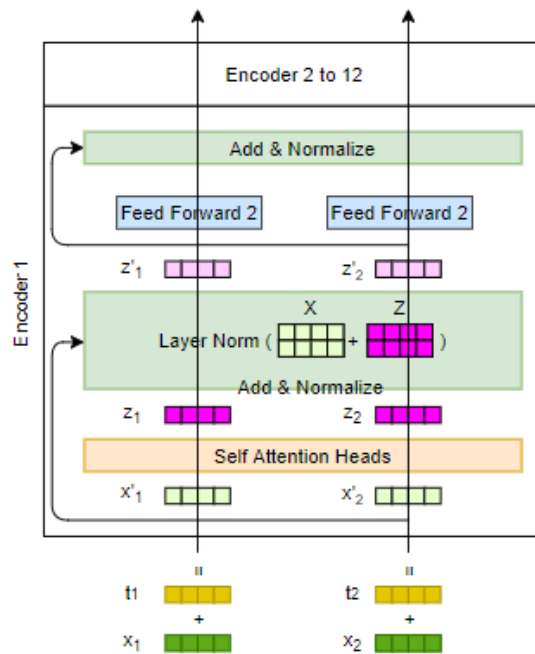 Encoder 2 to 12
Add & Normalize
Feed Forward 2 Feed Forward 2
Encoder 1
z'1 z'2
X Z
Layer Norm ( + )
Add & Normalize
z1 z2
Self Attention Heads
x'1 x'2
= =
t1 t2
+ +
x1 x2